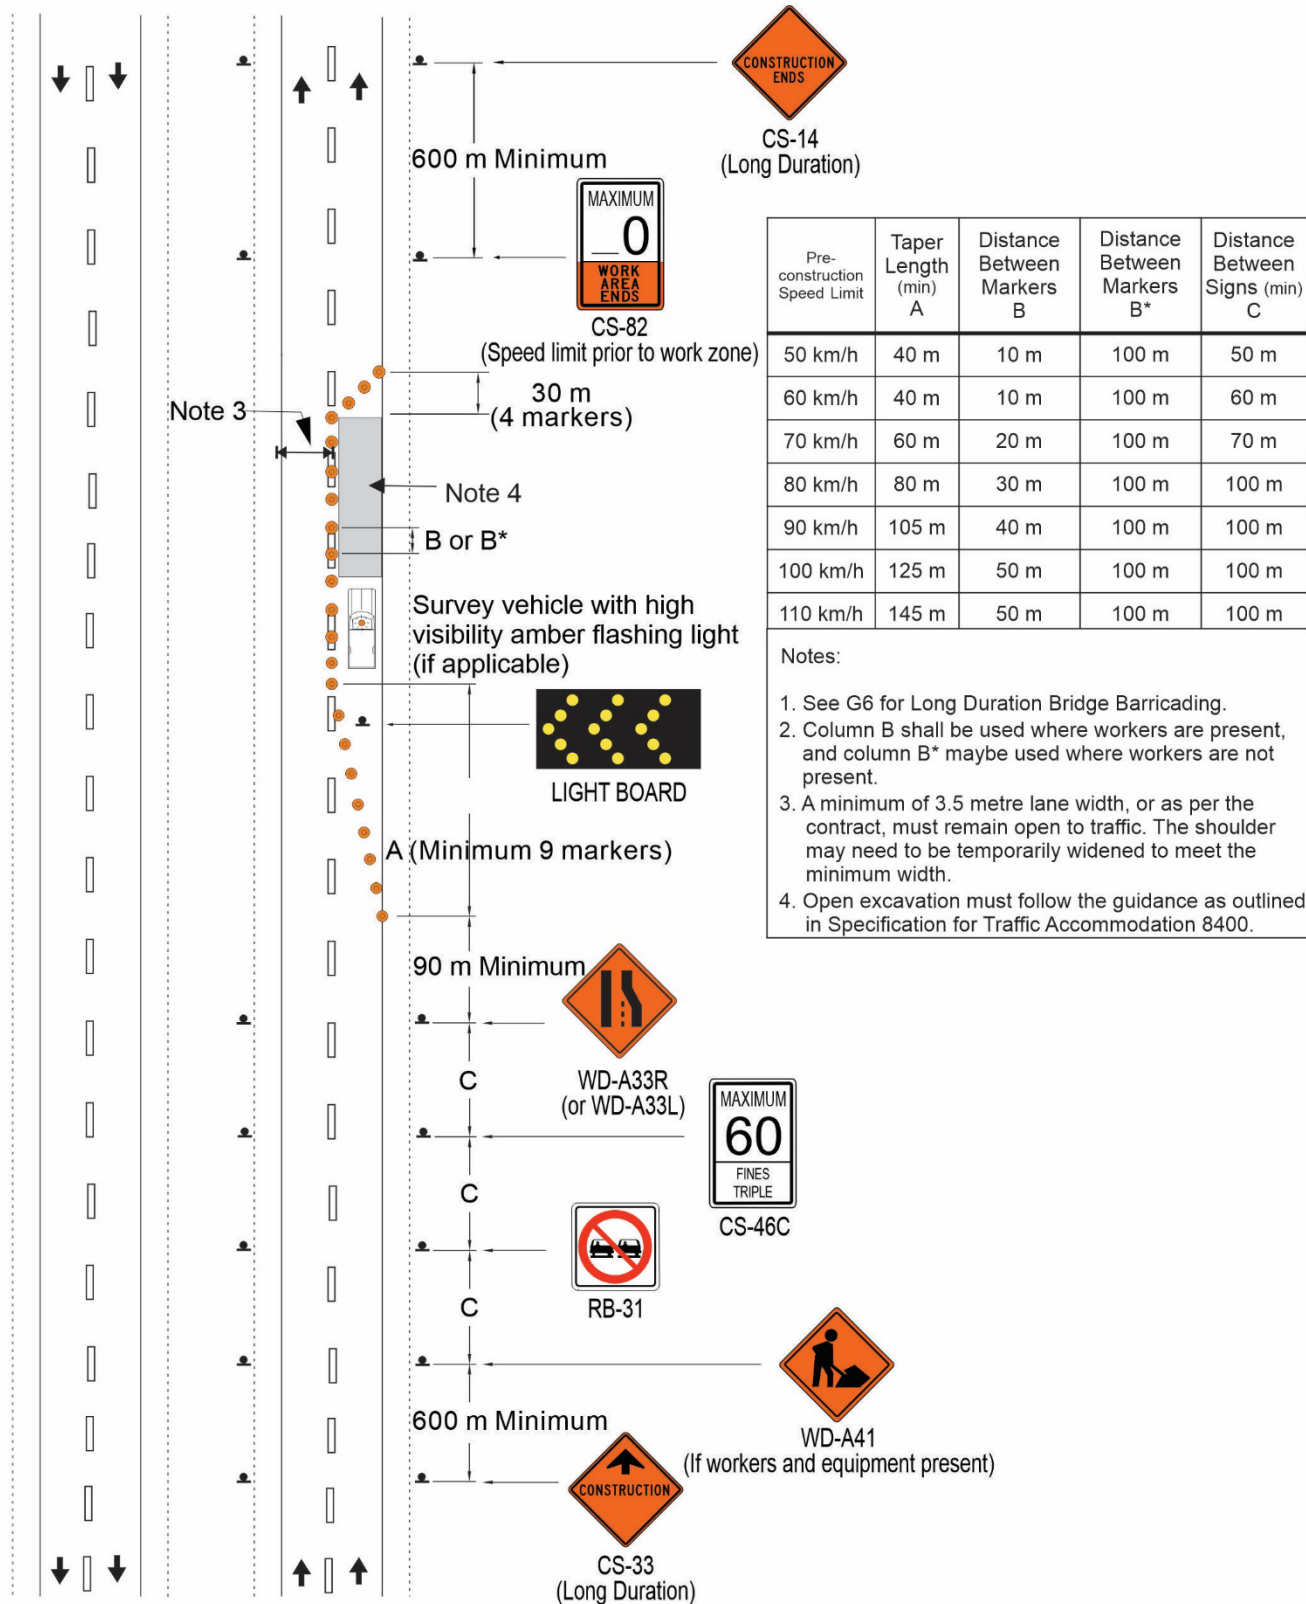 CONSTRUCTION
ENDS
CS-14
(Long Duration)
600 m Minimum
MAXIMUM
_0
WORK
AREA
ENDS
CS-82
(Speed limit prior to work zone)
30 m
(4 markers)
Note 3
Note 4
B or B*
Survey vehicle with high
visibility amber flashing light
(if applicable)
LIGHT BOARD
A (Minimum 9 markers)
90 m Minimum
WD-A33R
(or WD-A33L)
C
MAXIMUM
60
FINES
TRIPLE
CS-46C
C
RB-31
C
WD-A41
(If workers and equipment present)
600 m Minimum
CONSTRUCTION
CS-33
(Long Duration)
Pre-
construction
Speed Limit
Taper
Length
(min)
A
Distance
Between
Markers
B
Distance
Between
Markers
B*
Distance
Between
Signs (min)
C
50 km/h 40 m 10 m 100 m 50 m
60 km/h 40 m 10 m 100 m 60 m
70 km/h 60 m 20 m 100 m 70 m
80 km/h 80 m 30 m 100 m 100 m
90 km/h 105 m 40 m 100 m 100 m
100 km/h 125 m 50 m 100 m 100 m
110 km/h 145 m 50 m 100 m 100 m
Notes:
1. See G6 for Long Duration Bridge Barricading.
2. Column B shall be used where workers are present,
and column B* maybe used where workers are not
present.
3. A minimum of 3.5 metre lane width, or as per the
contract, must remain open to traffic. The shoulder
may need to be temporarily widened to meet the
minimum width.
4. Open excavation must follow the guidance as outlined
in Specification for Traffic Accommodation 8400.